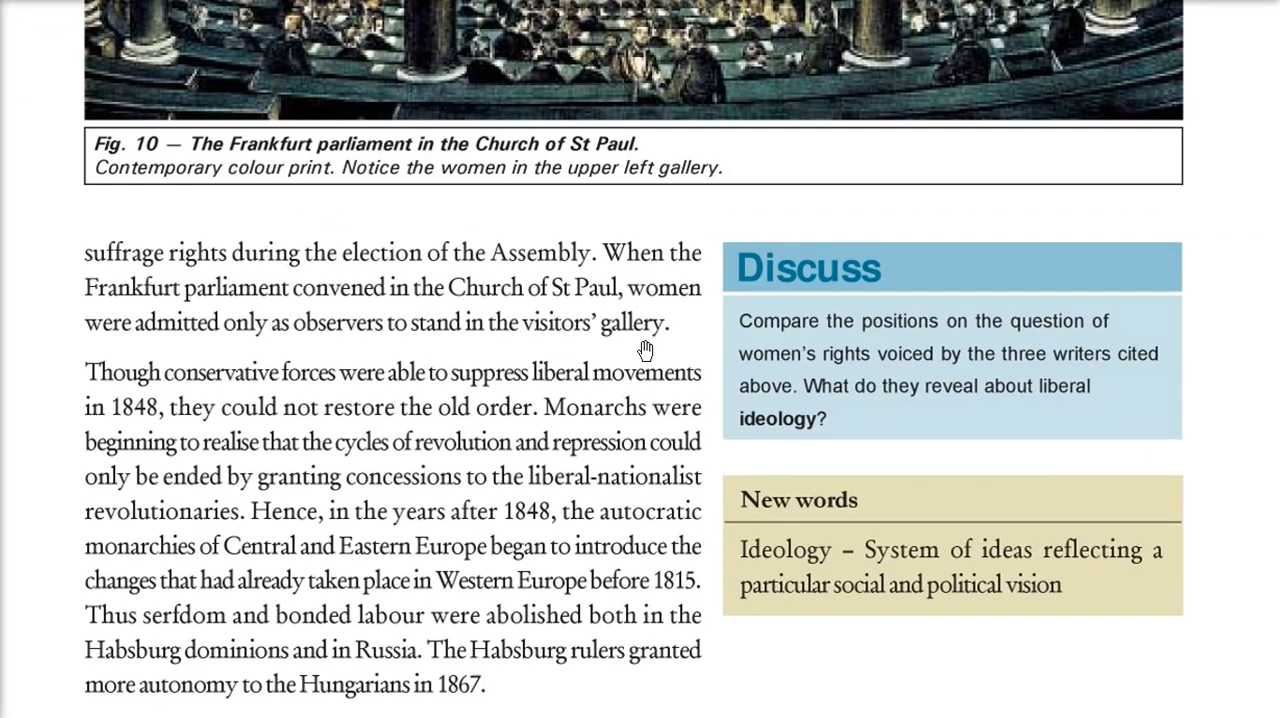 Fig. 10 — The Frankfurt parliament in the Church of St Paul.
Contemporary colour print. Notice the women in the upper left gallery.
suffrage rights during the election of the Assembly. When the
Frankfurt parliament convened in the Church of St Paul, women
were admitted only as observers to stand in the visitors’ gallery.
Though conservative forces were able to suppress liberal movements
in 1848, they could not restore the old order. Monarchs were
beginning to realise that the cycles of revolution and repression could
only be ended by granting concessions to the liberal-nationalist
revolutionaries. Hence, in the years after 1848, the autocratic
monarchies of Central and Eastern Europe began to introduce the
changes that had already taken place in Western Europe before 1815.
Thus serfdom and bonded labour were abolished both in the
Habsburg dominions and in Russia. The Habsburg rulers granted
more autonomy to the Hungarians in 1867.
Discuss
Compare the positions on the question of
women’s rights voiced by the three writers cited
above. What do they reveal about liberal
ideology?
New words
Ideology – System of ideas reflecting a
particular social and political vision